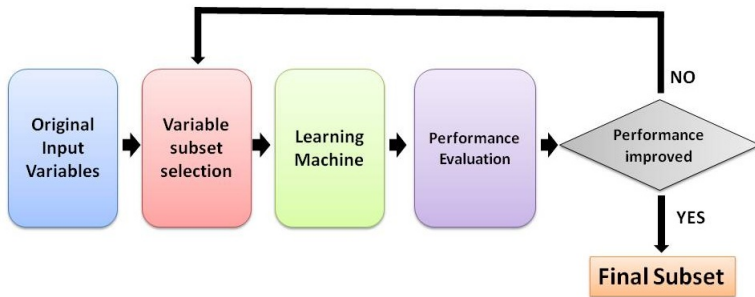 Original
Input
Variables
Variable
subset
selection
Learning
Machine
Performance
Evaluation
Performance
improved
NO
YES
Final Subset